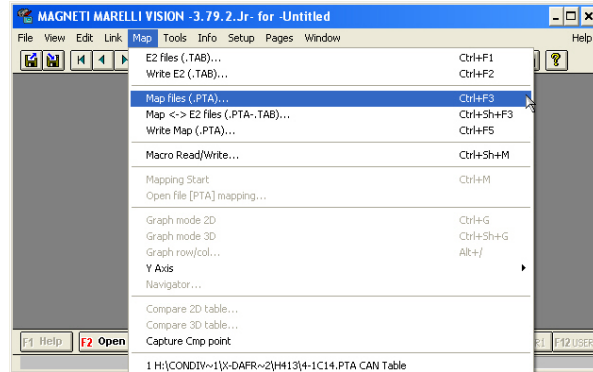 MAGNETI MARELLI VISION -3.79.2.Jr- for -Untitled
File View Edit Link Map Tools Info Setup Pages Window Help
E2 files (.TAB)... Ctrl+F1
Write E2 (.TAB)... Ctrl+F2
Map files (.PTA)... Ctrl+F3
Map <-> E2 files (.PTA-.TAB)... Ctrl+Sh+F3
Write Map (.PTA)... Ctrl+F5
Macro Read/Write... Ctrl+Sh+M
Mapping Start Ctrl+M
Open file [PTA] mapping...
Graph mode 2D Ctrl+G
Graph mode 3D Ctrl+Sh+G
Graph row/col... Alt+/
Y Axis
Navigator...
Compare 2D table...
Compare 3D table...
F1 Help F2 Open Capture Cmp point F12 USER
1 H:\CONDIV~1\X-DAFR~2\H413\4-1C14.PTA CAN Table